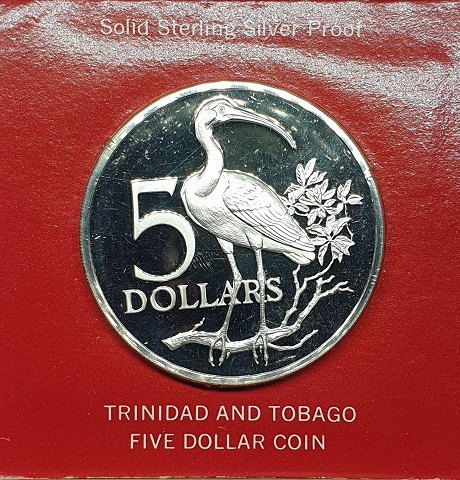 Solid Sterling Silver Proof
5
DOLLARS
TRINIDAD AND TOBAGO
FIVE DOLLAR COIN